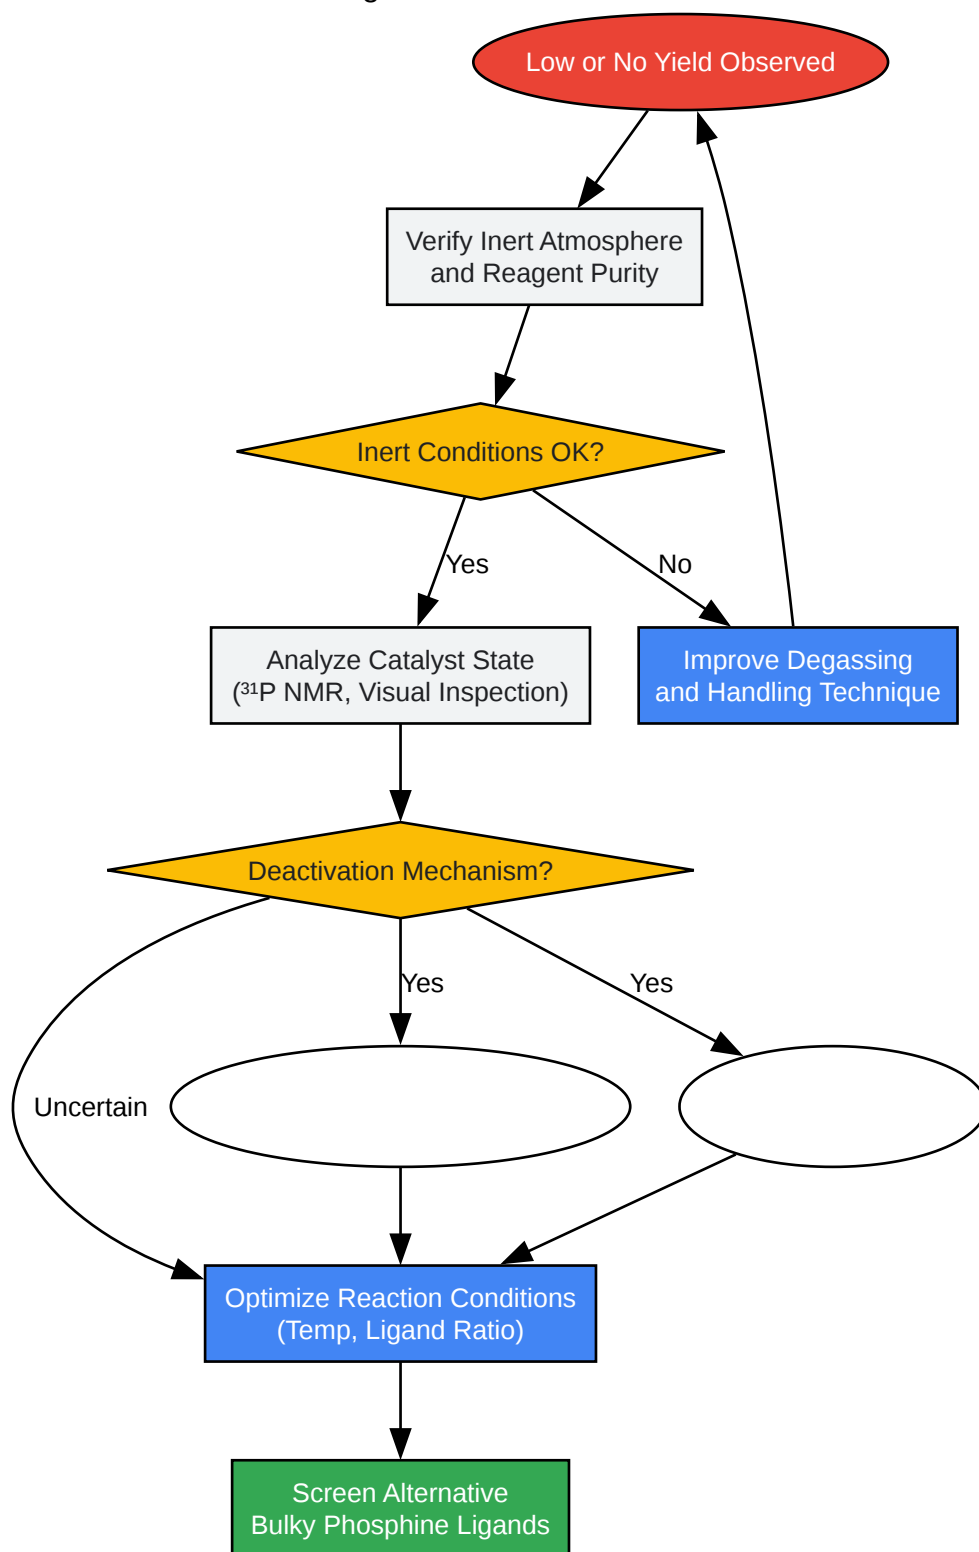 Low or No Yield Observed
Verify Inert Atmosphere
and Reagent Purity
Inert Conditions OK?
Yes
No
Analyze Catalyst State
(³¹P NMR, Visual Inspection)
Improve Degassing
and Handling Technique
Deactivation Mechanism?
Yes
Yes
Uncertain
Optimize Reaction Conditions
(Temp, Ligand Ratio)
Screen Alternative
Bulky Phosphine Ligands